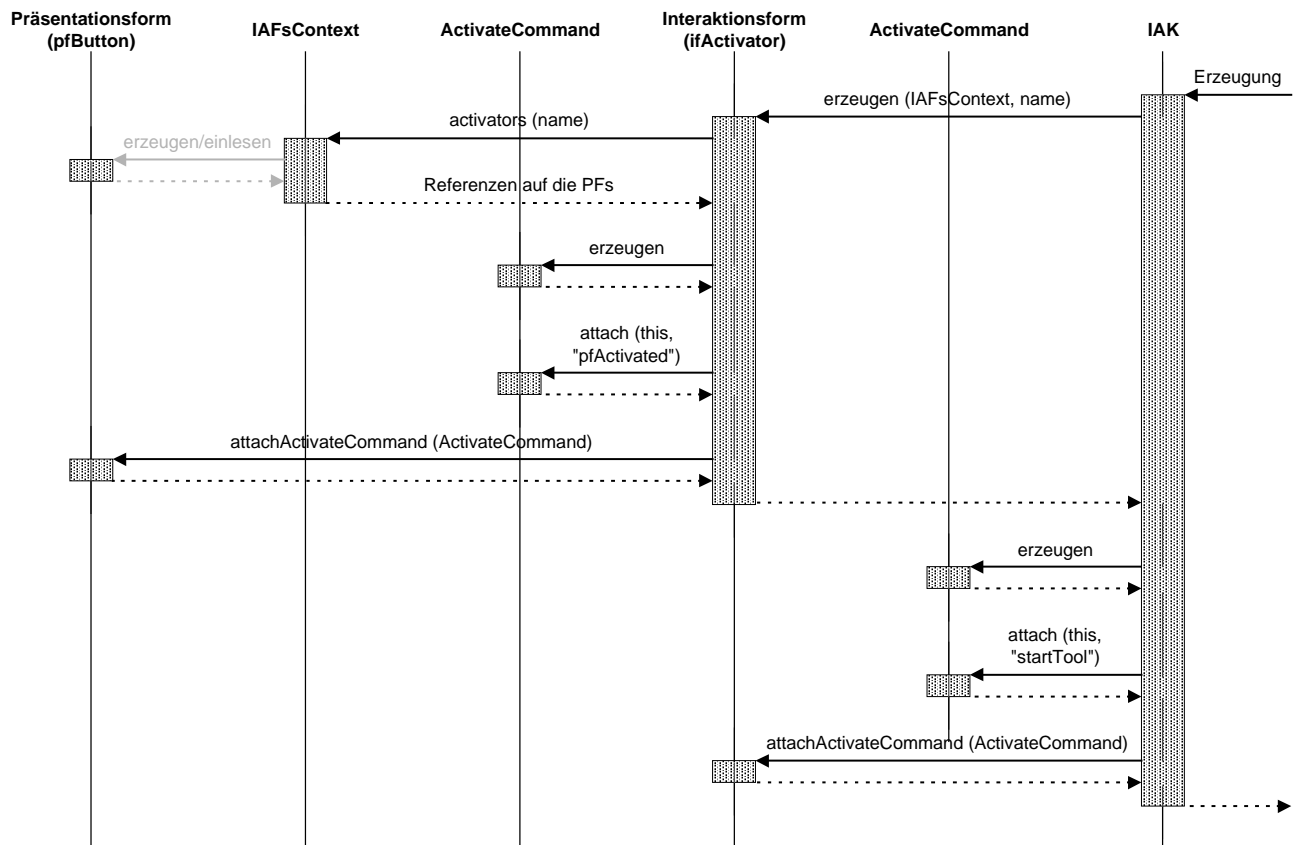 Präsentationsform
(pfButton)
IAFsContext
ActivateCommand
Interaktionsform
(ifActivator)
ActivateCommand
IAK
Erzeugung
erzeugen (IAFsContext, name)
activators (name)
erzeugen/einlesen
Referenzen auf die PFs
erzeugen
attach (this,
"pfActivated")
attachActivateCommand (ActivateCommand)
erzeugen
attach (this,
"startTool")
attachActivateCommand (ActivateCommand)